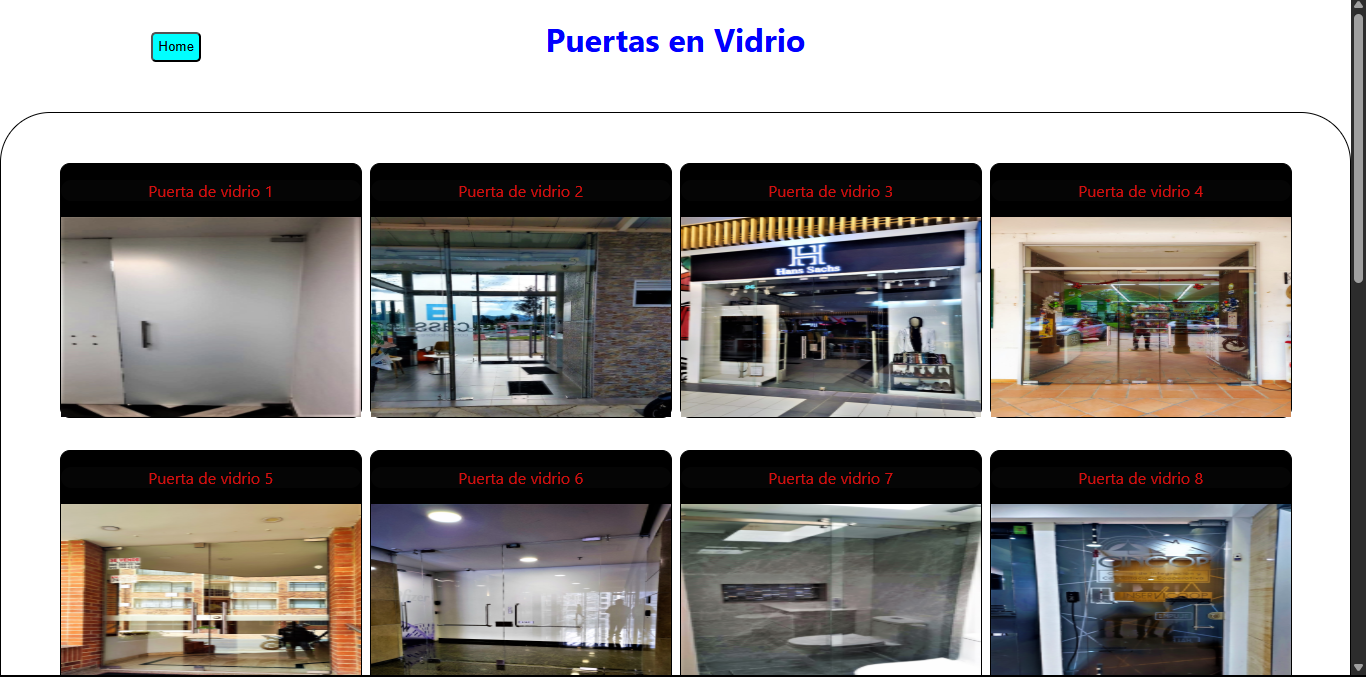 Home
Puertas en Vidrio
Puerta de vidrio 1
Puerta de vidrio 2
Puerta de vidrio 3
Puerta de vidrio 4
H
Hans Sachs
Puerta de vidrio 5
Puerta de vidrio 6
Puerta de vidrio 7
Puerta de vidrio 8